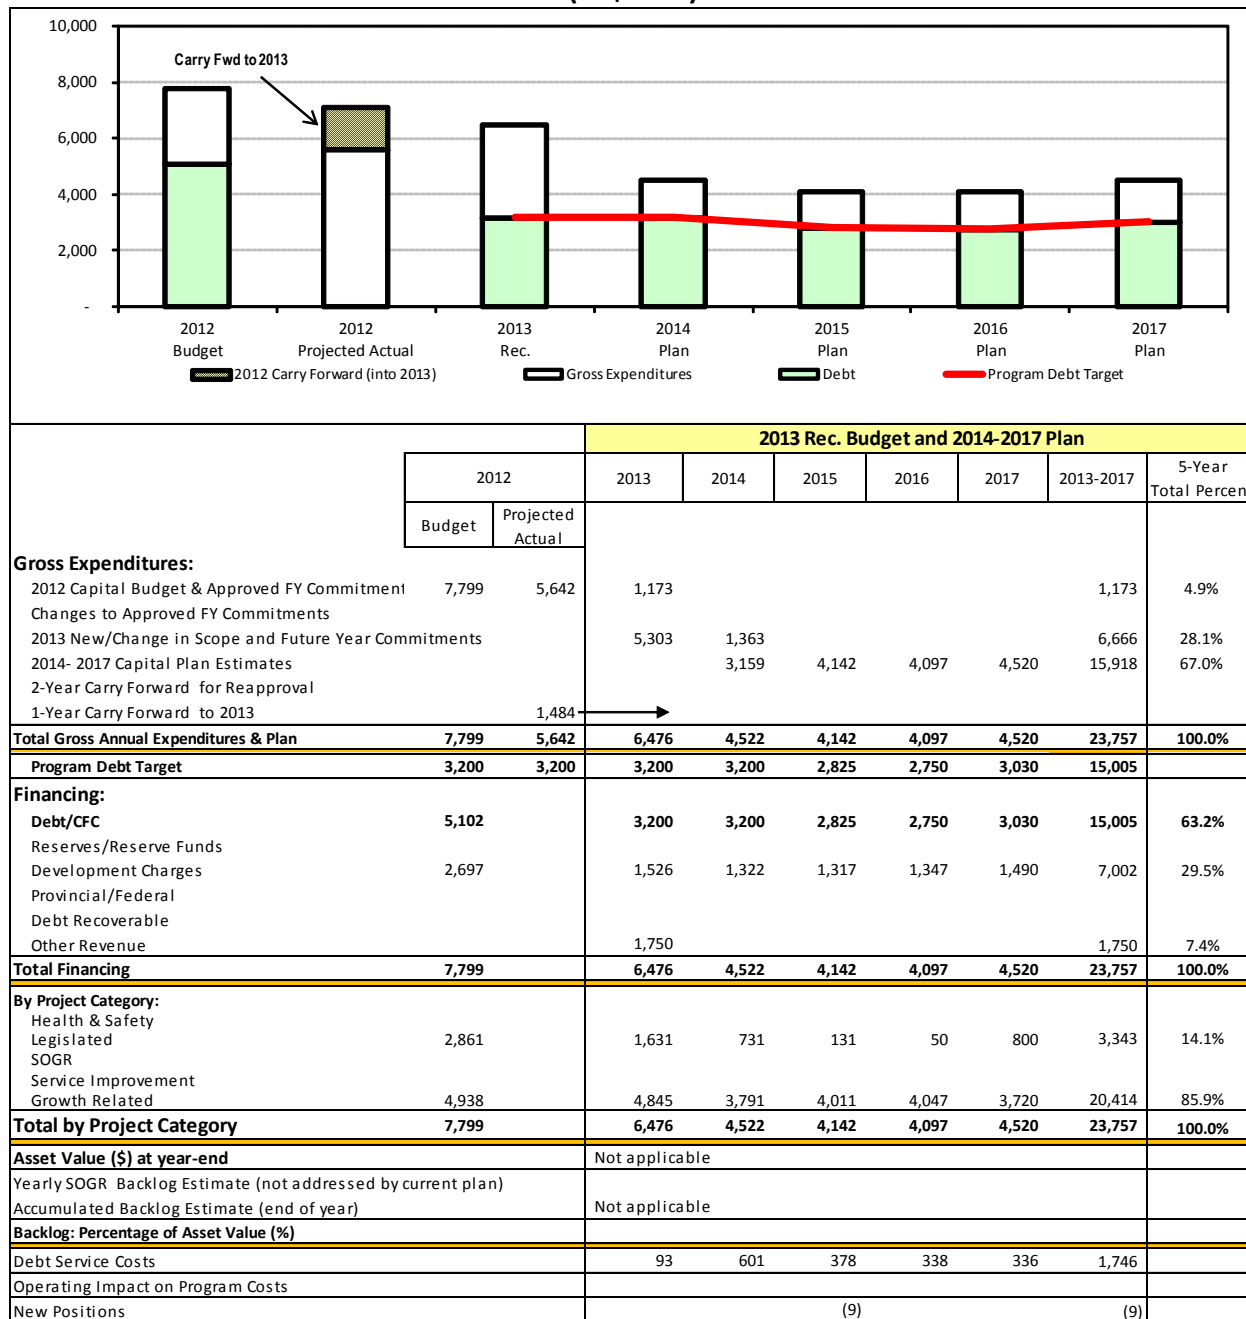 10,000
Carry Fwd to 2013
8,000
6,000
4,000
2,000
-
2012 2012 2013 2014 2015 2016 2017
Budget Projected Actual Rec. Plan Plan Plan Plan
2012 Carry Forward (into 2013) Gross Expenditures Debt Program Debt Target
2013 Rec. Budget and 2014-2017 Plan
2012 2013 2014 2015 2016 2017 2013-2017 5-Year
Total Percen
Budget Projected
Actual
Gross Expenditures:
2012 Capital Budget & Approved FY Commitment 7,799 5,642 1,173 1,173 4.9%
Changes to Approved FY Commitments
2013 New/Change in Scope and Future Year Commitments 5,303 1,363 6,666 28.1%
2014- 2017 Capital Plan Estimates 3,159 4,142 4,097 4,520 15,918 67.0%
2-Year Carry Forward for Reapproval
1-Year Carry Forward to 2013 1,484
Total Gross Annual Expenditures & Plan 7,799 5,642 6,476 4,522 4,142 4,097 4,520 23,757 100.0%
Program Debt Target 3,200 3,200 3,200 3,200 2,825 2,750 3,030 15,005
Financing:
Debt/CFC 5,102 3,200 3,200 2,825 2,750 3,030 15,005 63.2%
Reserves/Reserve Funds
Development Charges 2,697 1,526 1,322 1,317 1,347 1,490 7,002 29.5%
Provincial/Federal
Debt Recoverable
Other Revenue 1,750 1,750 7.4%
Total Financing 7,799 6,476 4,522 4,142 4,097 4,520 23,757 100.0%
By Project Category:
Health & Safety
Legislated 2,861 1,631 731 131 50 800 3,343 14.1%
SOGR
Service Improvement
Growth Related 4,938 4,845 3,791 4,011 4,047 3,720 20,414 85.9%
Total by Project Category 7,799 6,476 4,522 4,142 4,097 4,520 23,757 100.0%
Asset Value ($) at year-end Not applicable
Yearly SOGR Backlog Estimate (not addressed by current plan)
Accumulated Backlog Estimate (end of year) Not applicable
Backlog: Percentage of Asset Value (%)
Debt Service Costs 93 601 378 338 336 1,746
Operating Impact on Program Costs
New Positions (9) (9)